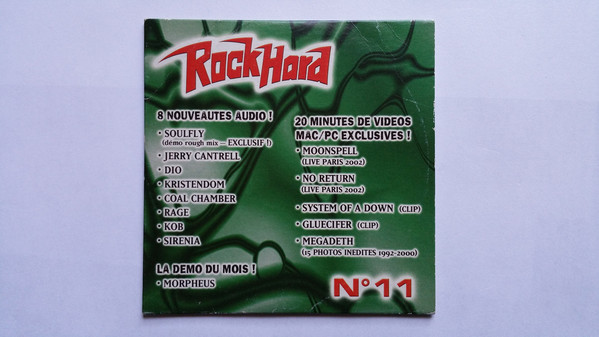 RockHard
8 NOUVEAUTES AUDIO !
• SOULFLY
(démo rough mix – EXCLUSIF !)
• JERRY CANTRELL
• DIO
• KRISTENDOM
• COAL CHAMBER
• RAGE
• KOB
• SIRENIA
LA DEMO DU MOIS !
• MORPHEUS
20 MINUTES DE VIDEOS
MAC/PC EXCLUSIVES !
• MOONSPELL
(LIVE PARIS 2002)
• NO RETURN
(LIVE PARIS 2002)
• SYSTEM OF A DOWN (CLIP)
• GLUECIFER (CLIP)
• MEGADETH
(15 PHOTOS INEDITES 1992-2000)
N°11